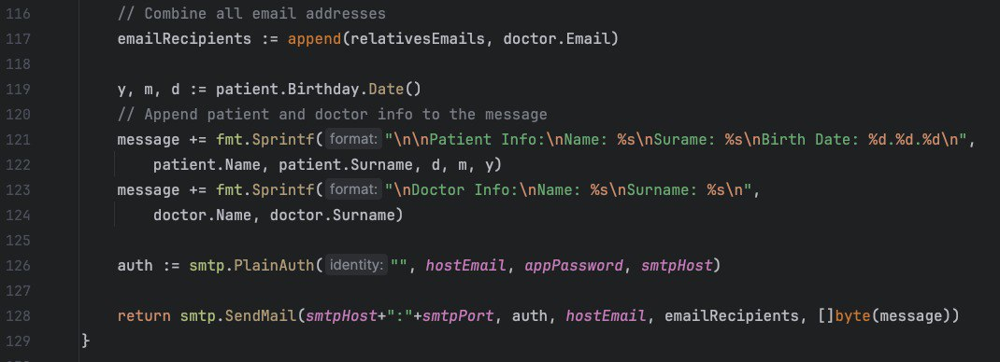 116 // Combine all email addresses
117 emailRecipients := append(relativesEmails, doctor.Email)
118
119 y, m, d := patient.Birthday.Date()
120 // Append patient and doctor info to the message
121 message += fmt.Sprintf( format: "\n\nPatient Info:\nName: %s\nSurame: %s\nBirth Date: %d.%d.%d\n",
122 patient.Name, patient.Surname, d, m, y)
123 message += fmt.Sprintf( format: "\nDoctor Info:\nName: %s\nSurname: %s\n",
124 doctor.Name, doctor.Surname)
125
126 auth := smtp.PlainAuth( identity: "", hostEmail, appPassword, smtpHost)
127
128 return smtp.SendMail(smtpHost+":"+smtpPort, auth, hostEmail, emailRecipients, []byte(message))
129 }